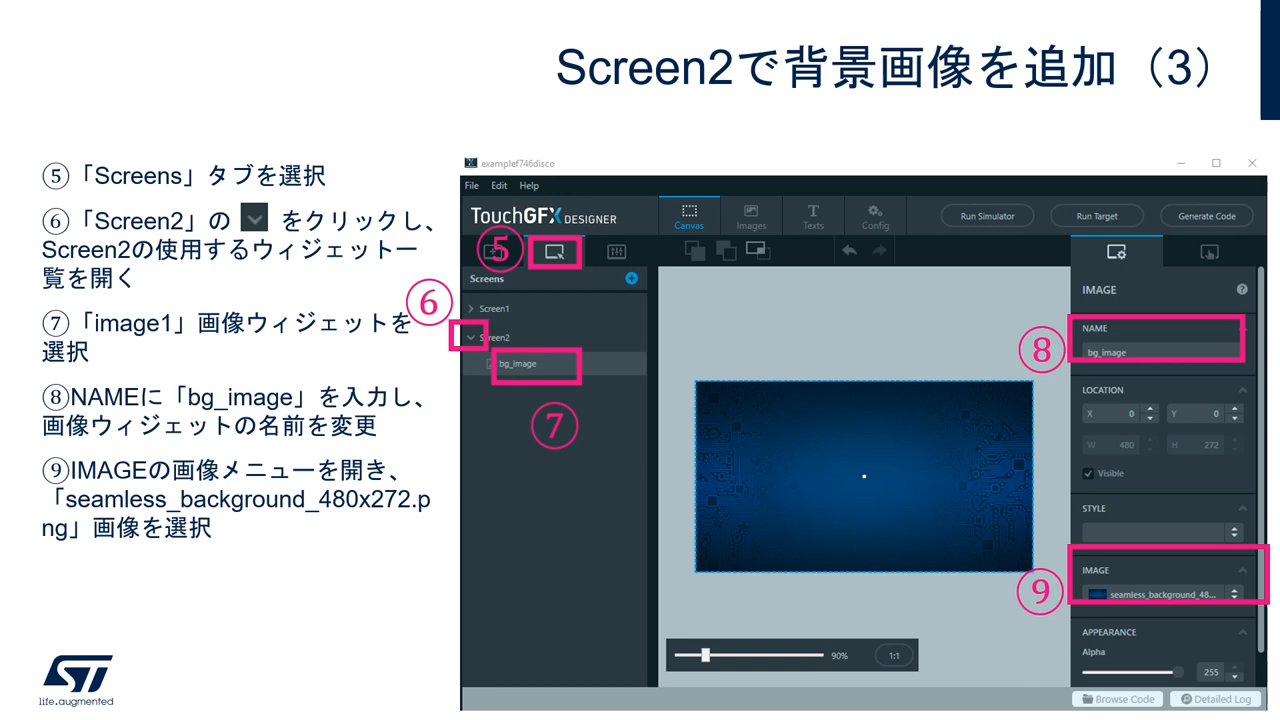 Screen2で背景画像を追加（3）
⑤「Screens」タブを選択
⑥「Screen2」の をクリックし、
Screen2の使用するウィジェット一
覧を開く
⑦「image1」画像ウィジェットを
選択
⑧NAMEに「bg_image」を入力し、
画像ウィジェットの名前を変更
⑨IMAGEの画像メニューを開き、
「seamless_background_480x272.p
ng」画像を選択
examplef746disco
File Edit Help
TouchGFX DESIGNER
Canvas
Images
Texts
Config
Run Simulator
Run Target
Generate Code
⑤
Screens
⑥
Screen1
Screen2
bg_image
⑦
IMAGE
⑧
NAME
bg_image
LOCATION
X 0 Y 0
W 480 H 272
Visible
STYLE
⑨
IMAGE
seamless_background_48...
APPEARANCE
Alpha
255
90%
1:1
Browse Code
Detailed Log
ST
life.augmented